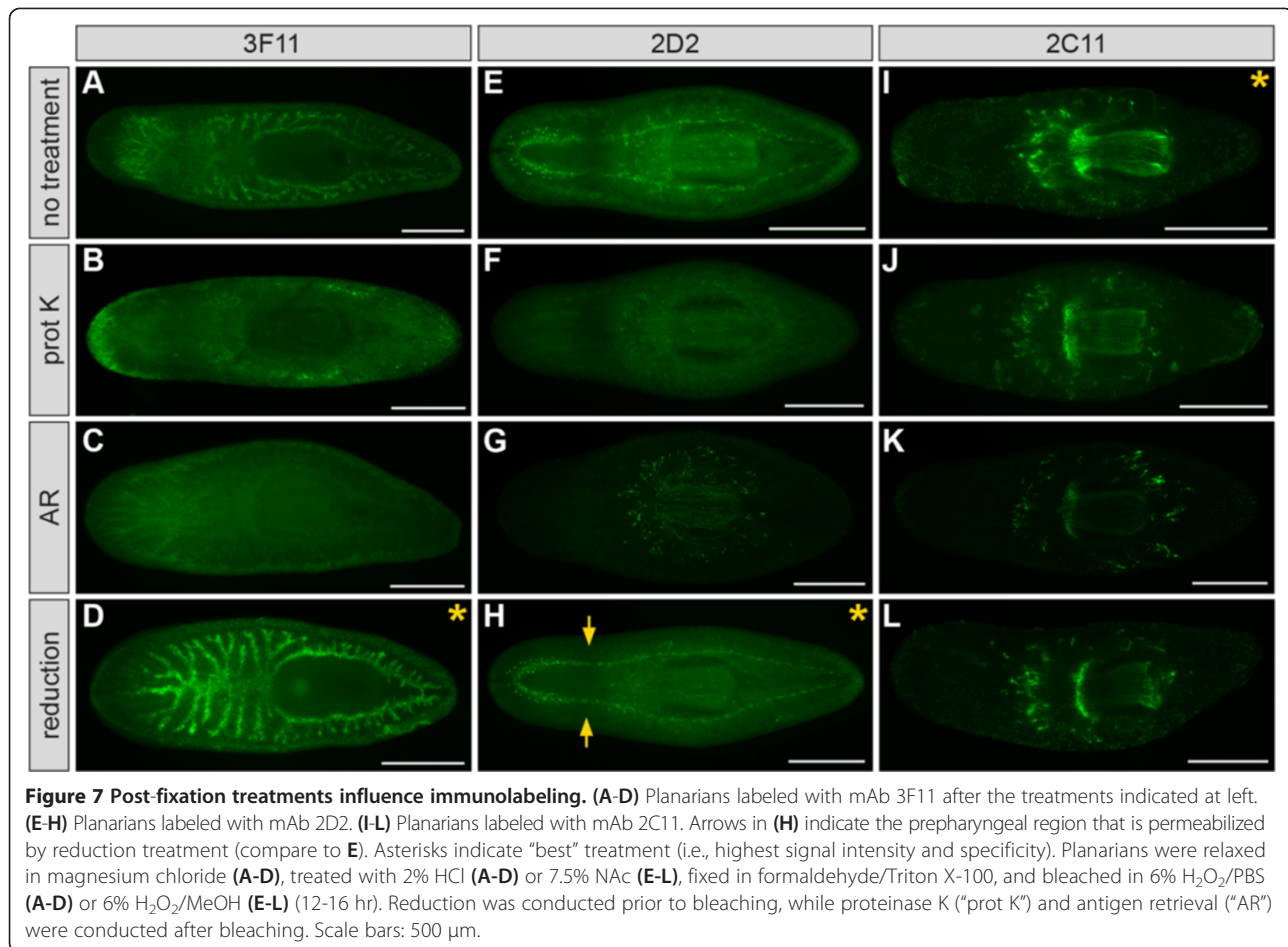 3F11 2D2 2C11
no treatment A E I *
prot K B F J
AR C G K
reduction D * H * L
Figure 7 Post-fixation treatments influence immunolabeling. (A-D) Planarians labeled with mAb 3F11 after the treatments indicated at left.
(E-H) Planarians labeled with mAb 2D2. (I-L) Planarians labeled with mAb 2C11. Arrows in (H) indicate the prepharyngeal region that is permeabilized
by reduction treatment (compare to E). Asterisks indicate “best” treatment (i.e., highest signal intensity and specificity). Planarians were relaxed
in magnesium chloride (A-D), treated with 2% HCl (A-D) or 7.5% NAc (E-L), fixed in formaldehyde/Triton X-100, and bleached in 6% H₂O₂/PBS
(A-D) or 6% H₂O₂/MeOH (E-L) (12-16 hr). Reduction was conducted prior to bleaching, while proteinase K (“prot K”) and antigen retrieval (“AR”)
were conducted after bleaching. Scale bars: 500 μm.